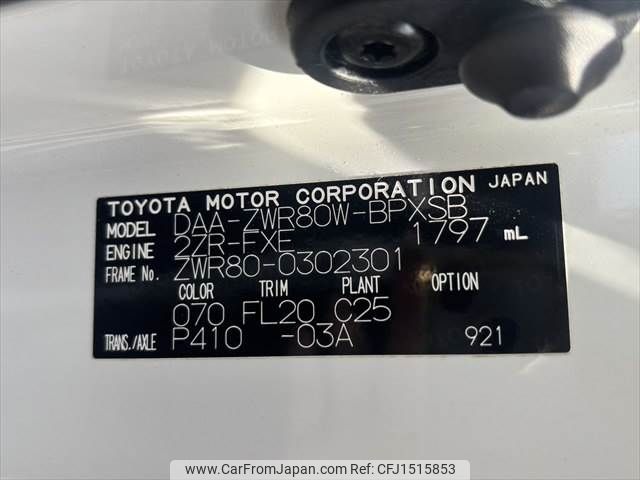 TOYOTA MOTOR CORPORATION JAPAN
MODEL DAA-ZWR80W-BPXSB
ENGINE 2ZR-FXE 1797 mL
FRAME No. ZWR80-0302301
COLOR TRIM PLANT OPTION
070 FL20 C25
TRANS./AXLE P410 -03A 921
www.CarFromJapan.com - CFJ1515853